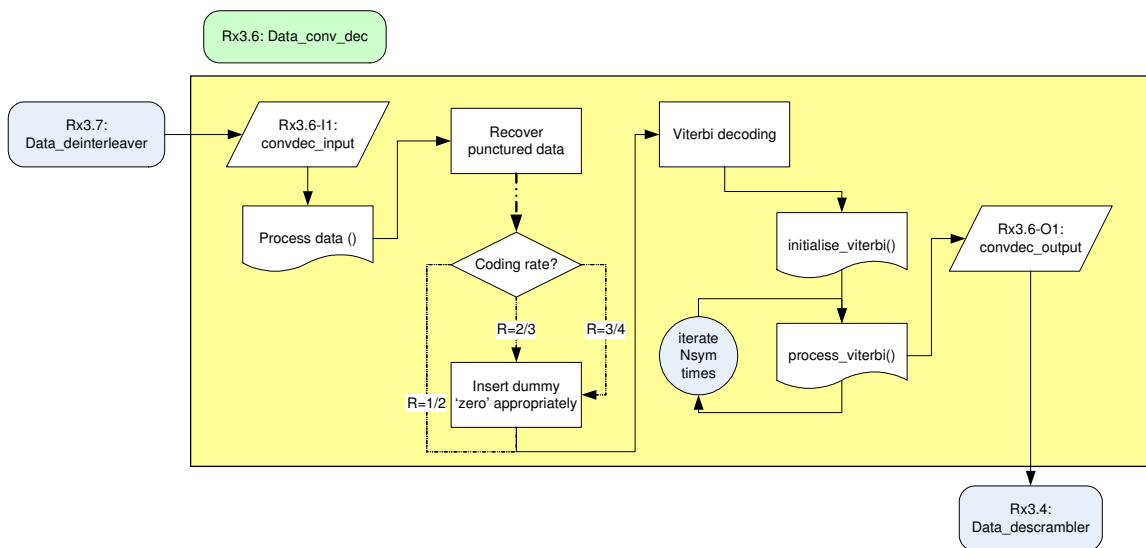 Rx3.6: Data_conv_dec
Rx3.7:
Data_deinterleaver
Rx3.6-I1:
convdec_input
Process data ()
Recover
punctured data
Coding rate?
R=2/3
R=3/4
R=1/2
Insert dummy
‘zero’ appropriately
Viterbi decoding
initialise_viterbi()
iterate
Nsym
times
process_viterbi()
Rx3.6-O1:
convdec_output
Rx3.4:
Data_descrambler